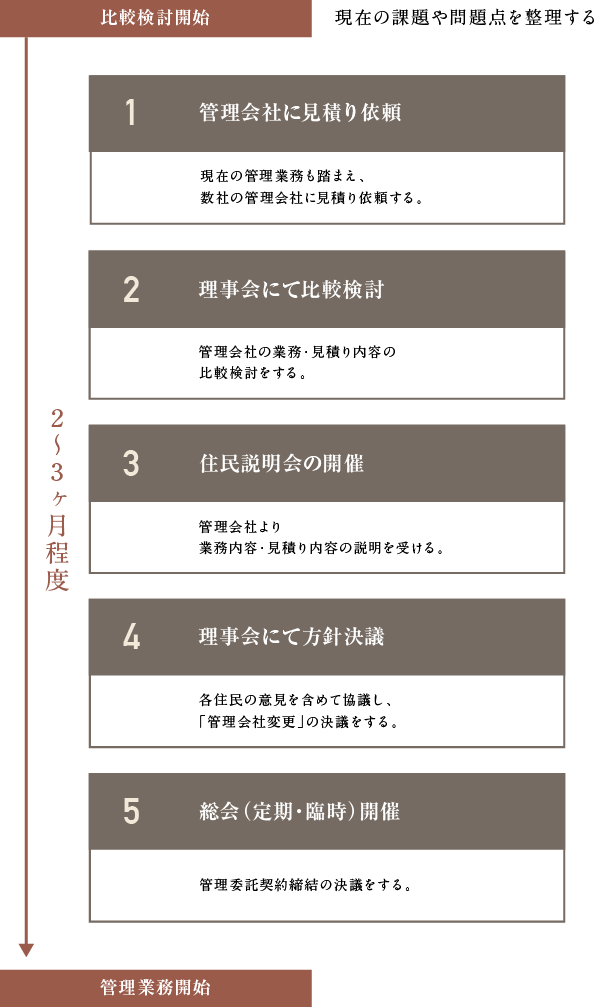 比較検討開始
現在の課題や問題点を整理する
2〜3ヶ月程度
1
管理会社に見積り依頼
現在の管理業務も踏まえ、
数社の管理会社に見積り依頼する。
2
理事会にて比較検討
管理会社の業務・見積り内容の
比較検討をする。
3
住民説明会の開催
管理会社より
業務内容・見積り内容の説明を受ける。
4
理事会にて方針決議
各住民の意見を含めて協議し、
「管理会社変更」の決議をする。
5
総会（定期・臨時）開催
管理委託契約締結の決議をする。
管理業務開始